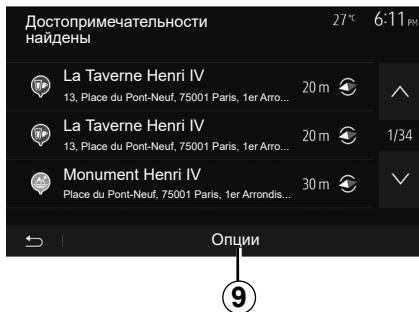 Достопримечательности
найдены
27°C 6:11 PM
La Taverne Henri IV
13, Place du Pont-Neuf, 75001 Paris, 1er Arro...
20 m
La Taverne Henri IV
13, Place du Pont-Neuf, 75001 Paris, 1er Arro...
20 m
1/34
Monument Henri IV
Place du Pont-Neuf, 75001 Paris, 1er Arrondis...
30 m
Опции
9